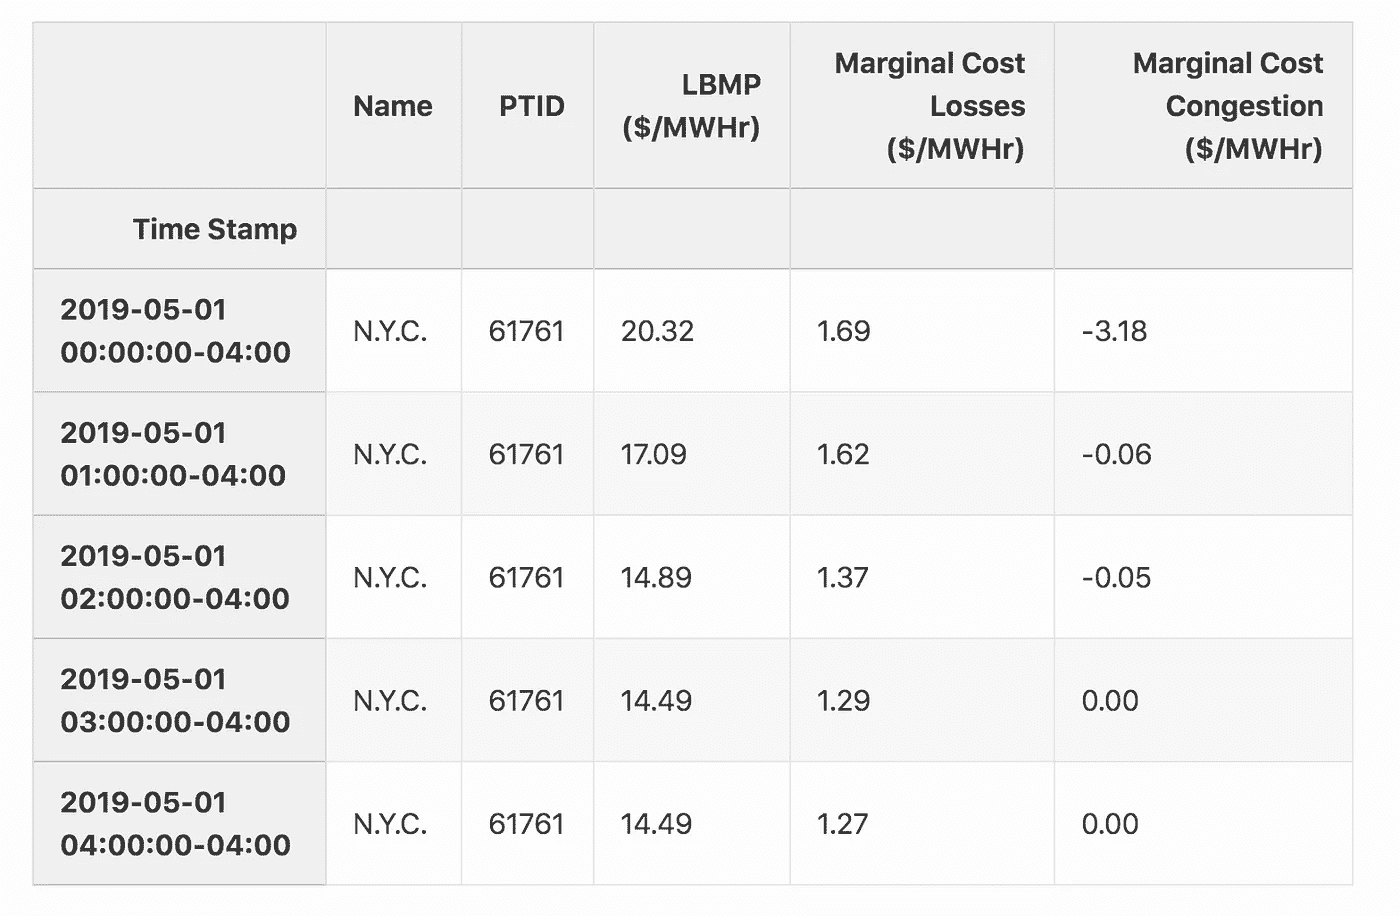 Name PTID LBMP ($/MWHr) Marginal Cost Losses ($/MWHr) Marginal Cost Congestion ($/MWHr)
Time Stamp
2019-05-01 00:00:00-04:00 N.Y.C. 61761 20.32 1.69 -3.18
2019-05-01 01:00:00-04:00 N.Y.C. 61761 17.09 1.62 -0.06
2019-05-01 02:00:00-04:00 N.Y.C. 61761 14.89 1.37 -0.05
2019-05-01 03:00:00-04:00 N.Y.C. 61761 14.49 1.29 0.00
2019-05-01 04:00:00-04:00 N.Y.C. 61761 14.49 1.27 0.00